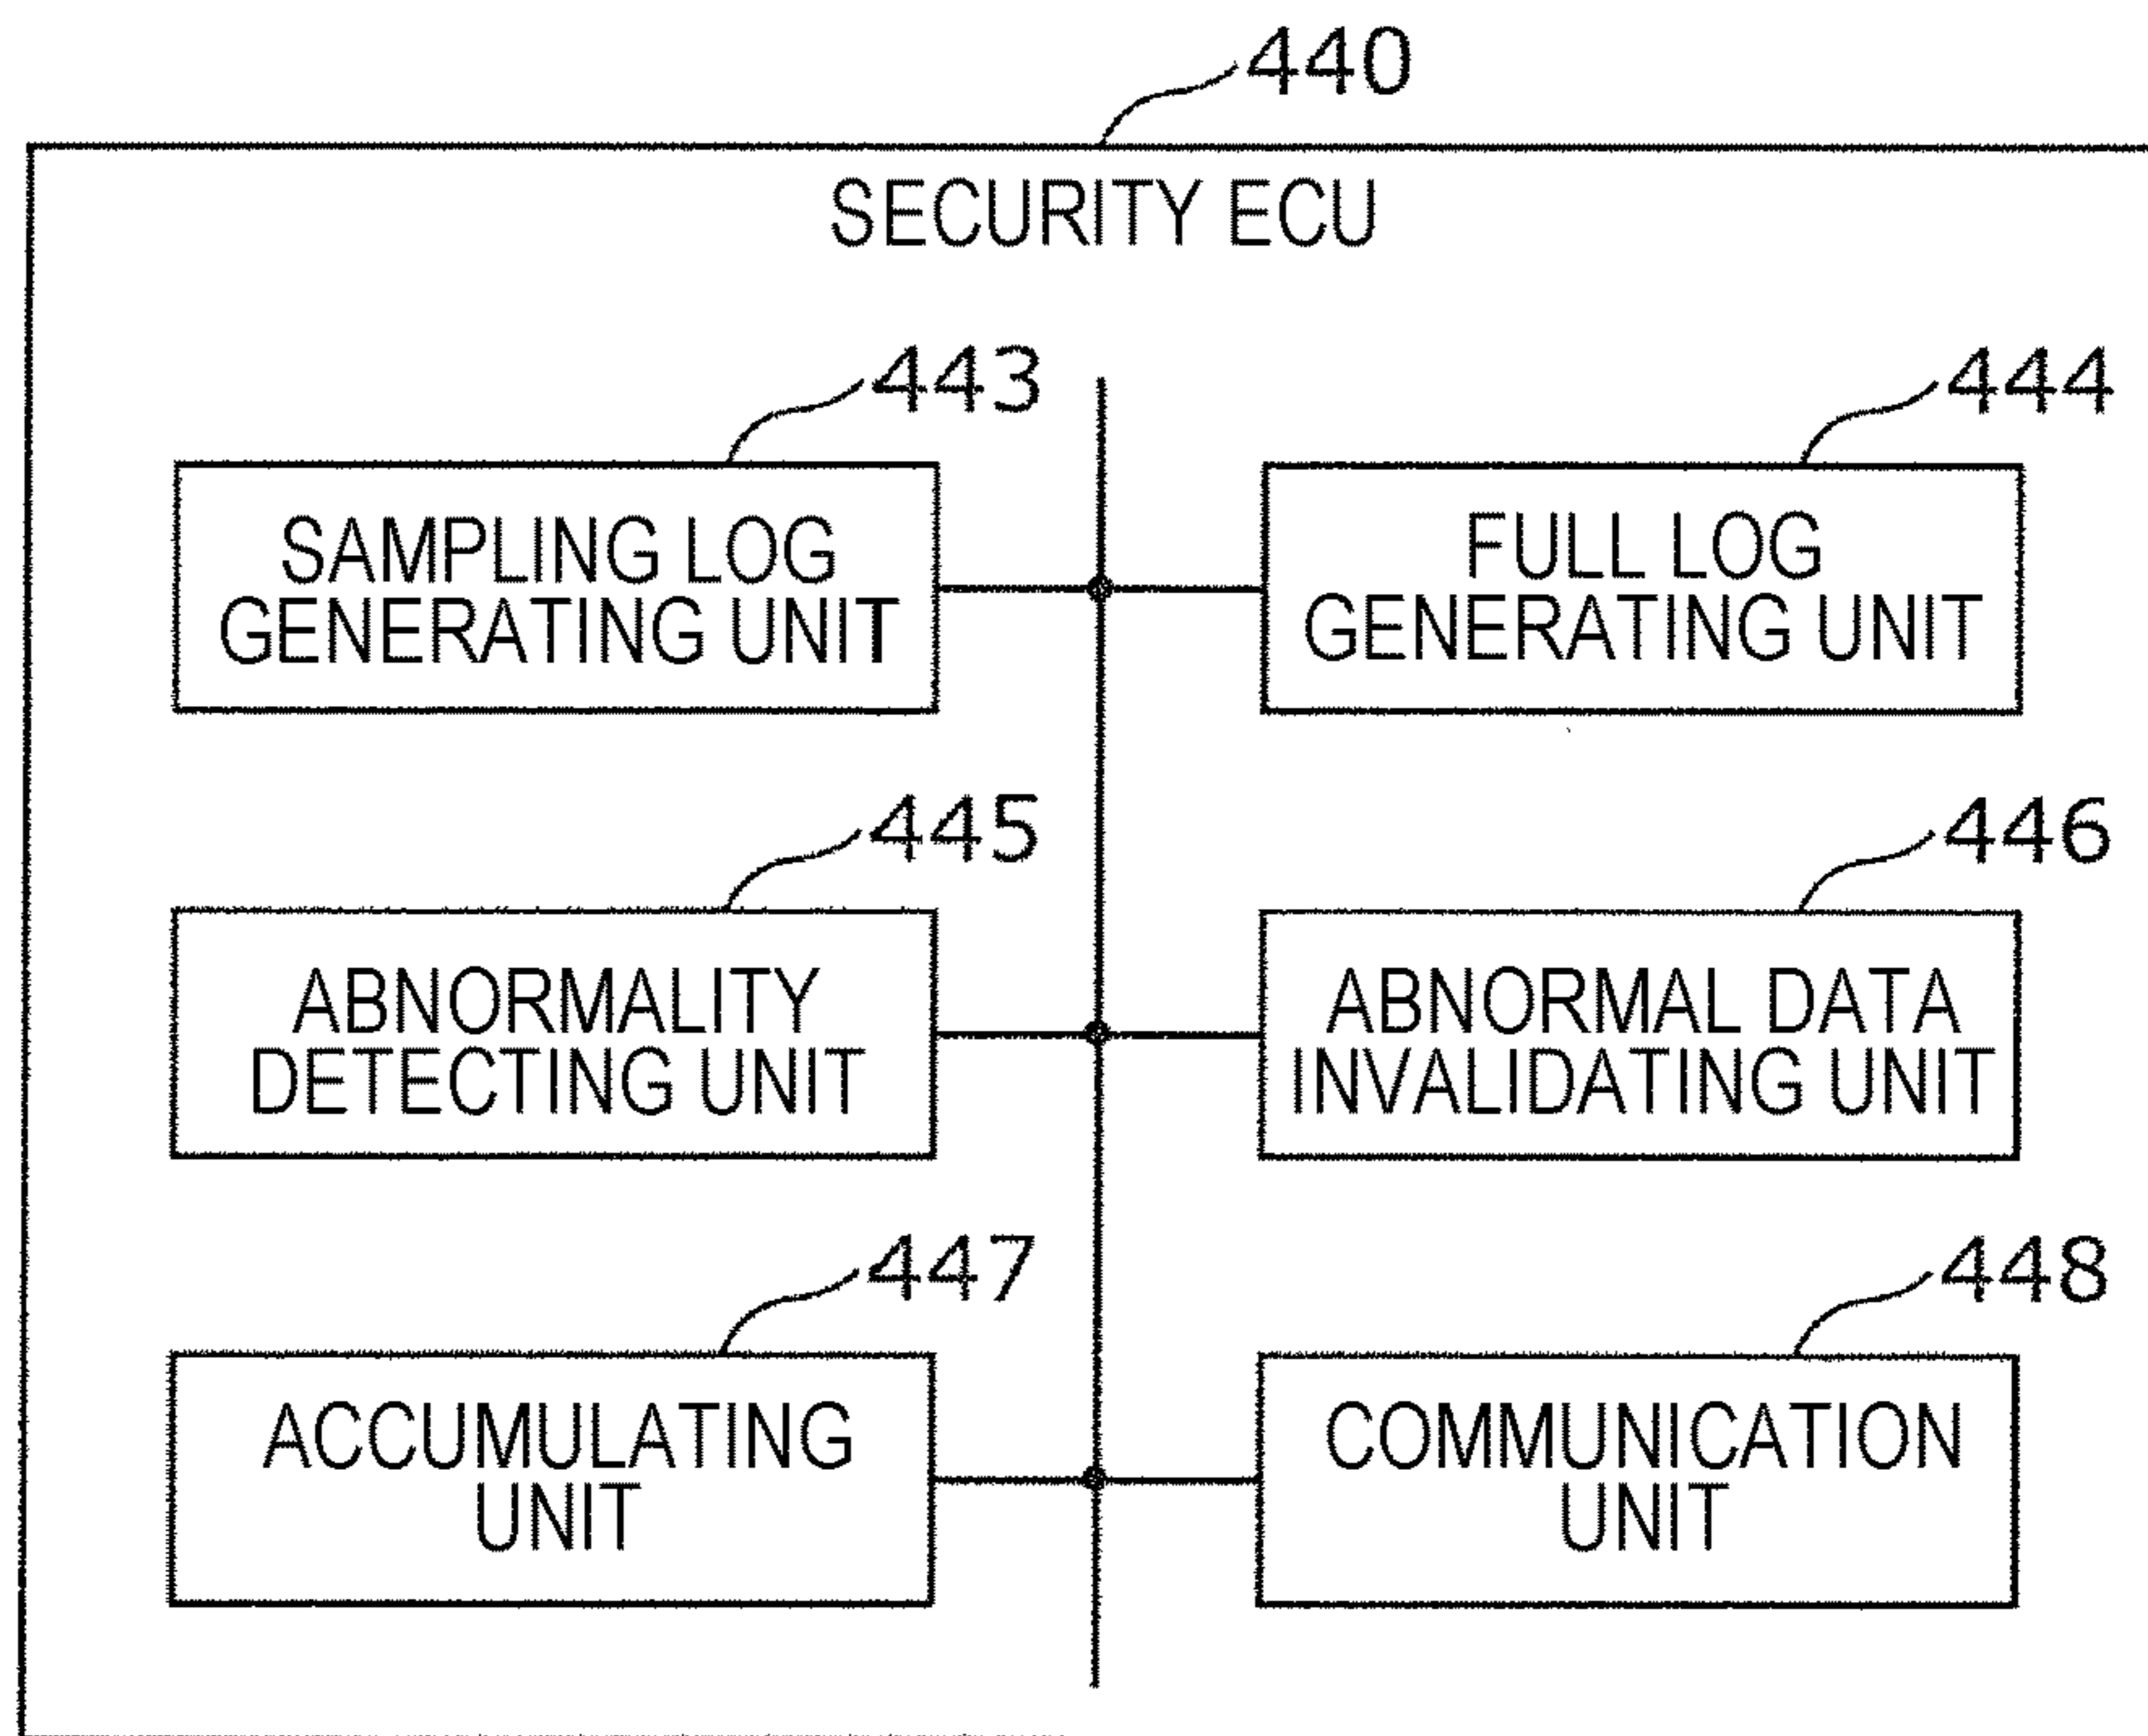 440
SECURITY ECU
443
444
SAMPLING LOG
GENERATING UNIT
FULL LOG
GENERATING UNIT
445
446
ABNORMALITY
DETECTING UNIT
ABNORMAL DATA
INVALIDATING UNIT
447
448
ACCUMULATING
UNIT
COMMUNICATION
UNIT